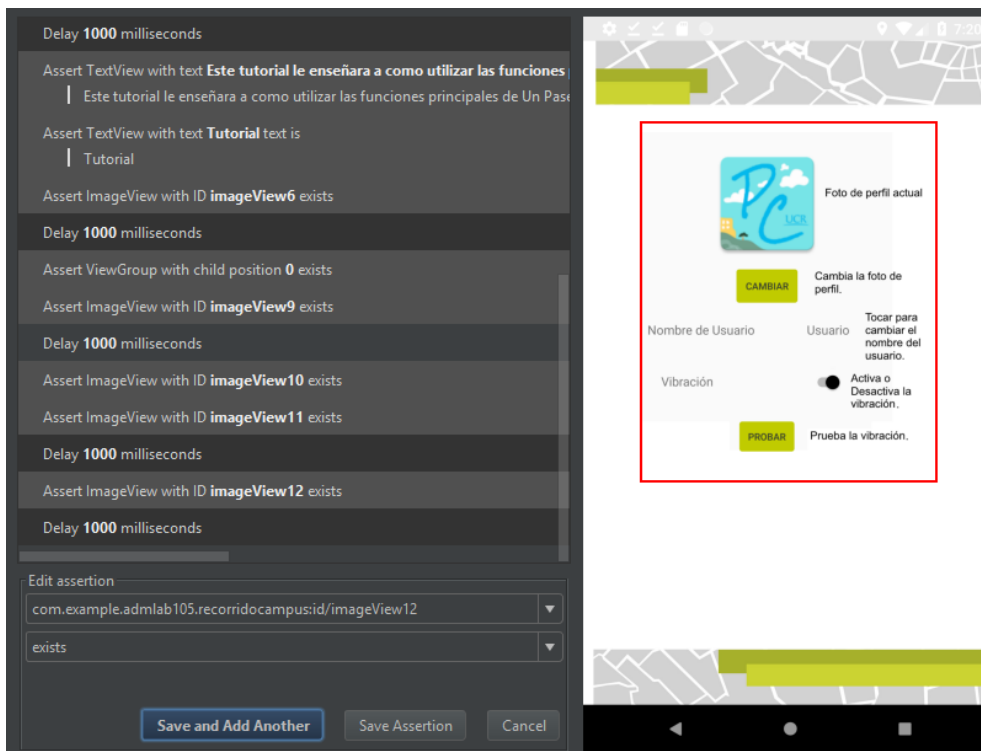 Delay 1000 milliseconds
Assert TextView with text Este tutorial le enseñara a como utilizar las funciones
Este tutorial le enseñara a como utilizar las funciones principales de Un Pase
Assert TextView with text Tutorial text is
Tutorial
Assert ImageView with ID imageView6 exists
Delay 1000 milliseconds
Assert ViewGroup with child position 0 exists
Assert ImageView with ID imageView9 exists
Delay 1000 milliseconds
Assert ImageView with ID imageView10 exists
Assert ImageView with ID imageView11 exists
Delay 1000 milliseconds
Assert ImageView with ID imageView12 exists
Delay 1000 milliseconds
Edit assertion
com.example.admlab105.recorridocampus:id/imageView12
exists
Save and Add Another
Save Assertion
Cancel
7:20
PC
UCR
Foto de perfil actual
CAMBIAR
Cambia la foto de
perfil.
Nombre de Usuario
Usuario
Tocar para
cambiar el
nombre del
usuario.
Vibración
Activa o
Desactiva la
vibración.
PROBAR
Prueba la vibración.